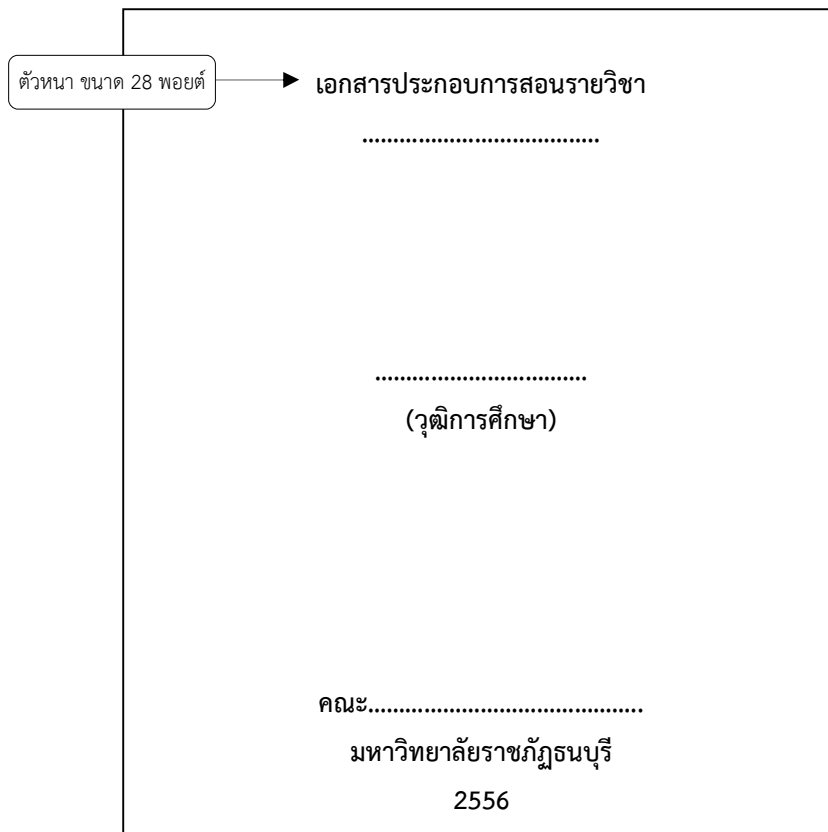 ตัวหนา ขนาด 28 พอยต์
เอกสารประกอบการสอนรายวิชา
......................................
..................................
(วุฒิการศึกษา)
คณะ............................................
มหาวิทยาลัยราชภัฏธนบุรี
2556